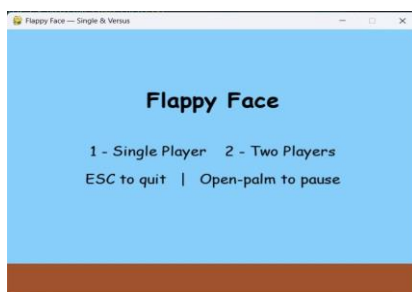 Flappy Face — Single & Versus
Flappy Face
1 - Single Player 2 - Two Players
ESC to quit | Open-palm to pause